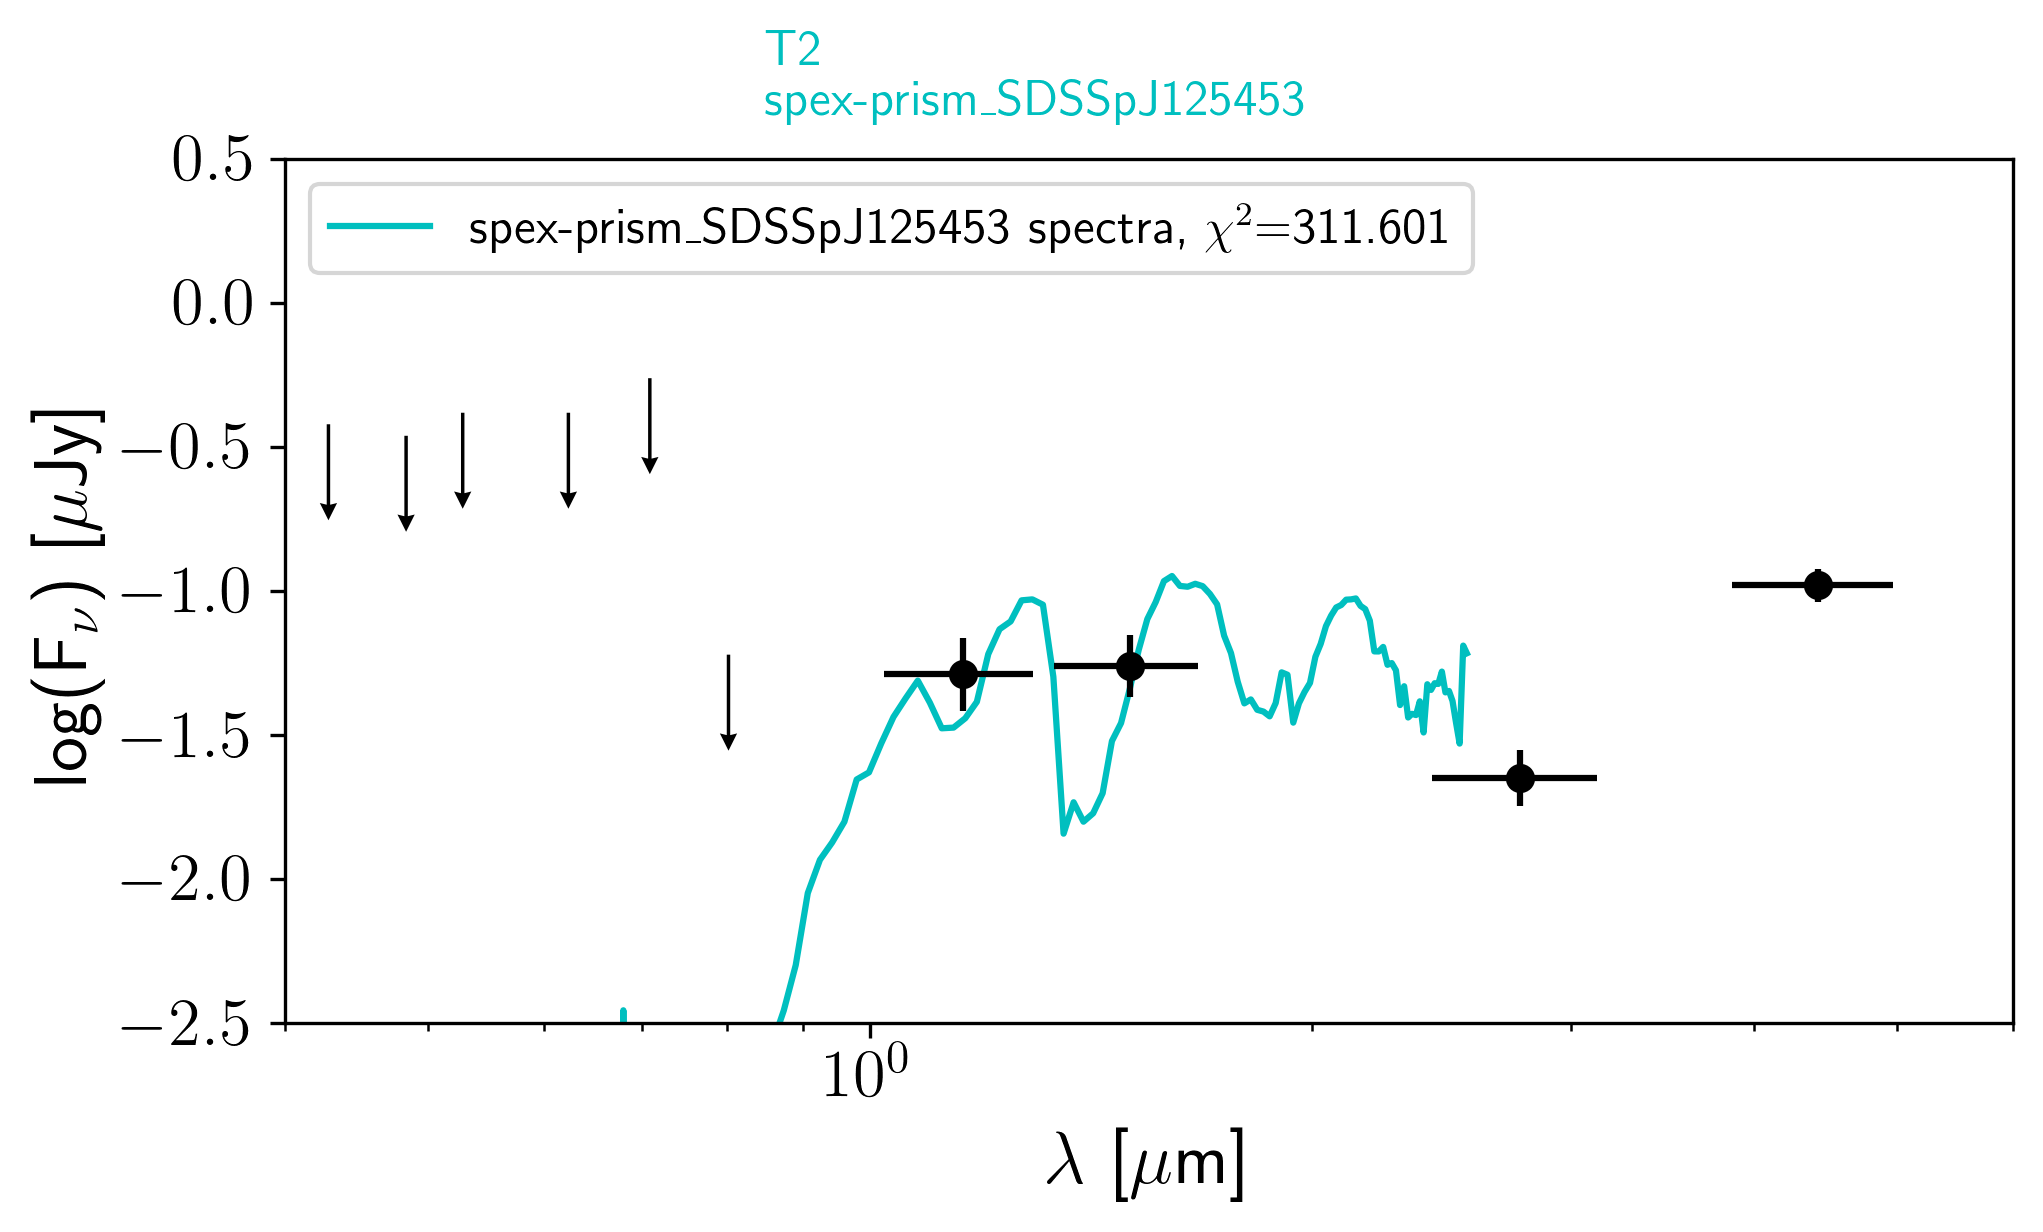 T2
spex-prism_SDSSpJ125453
0.5
spex-prism_SDSSpJ125453 spectra, χ²=311.601
0.0
−0.5
−1.0
−1.5
−2.0
−2.5
log(Fν) [μJy]
10⁰
λ [μm]